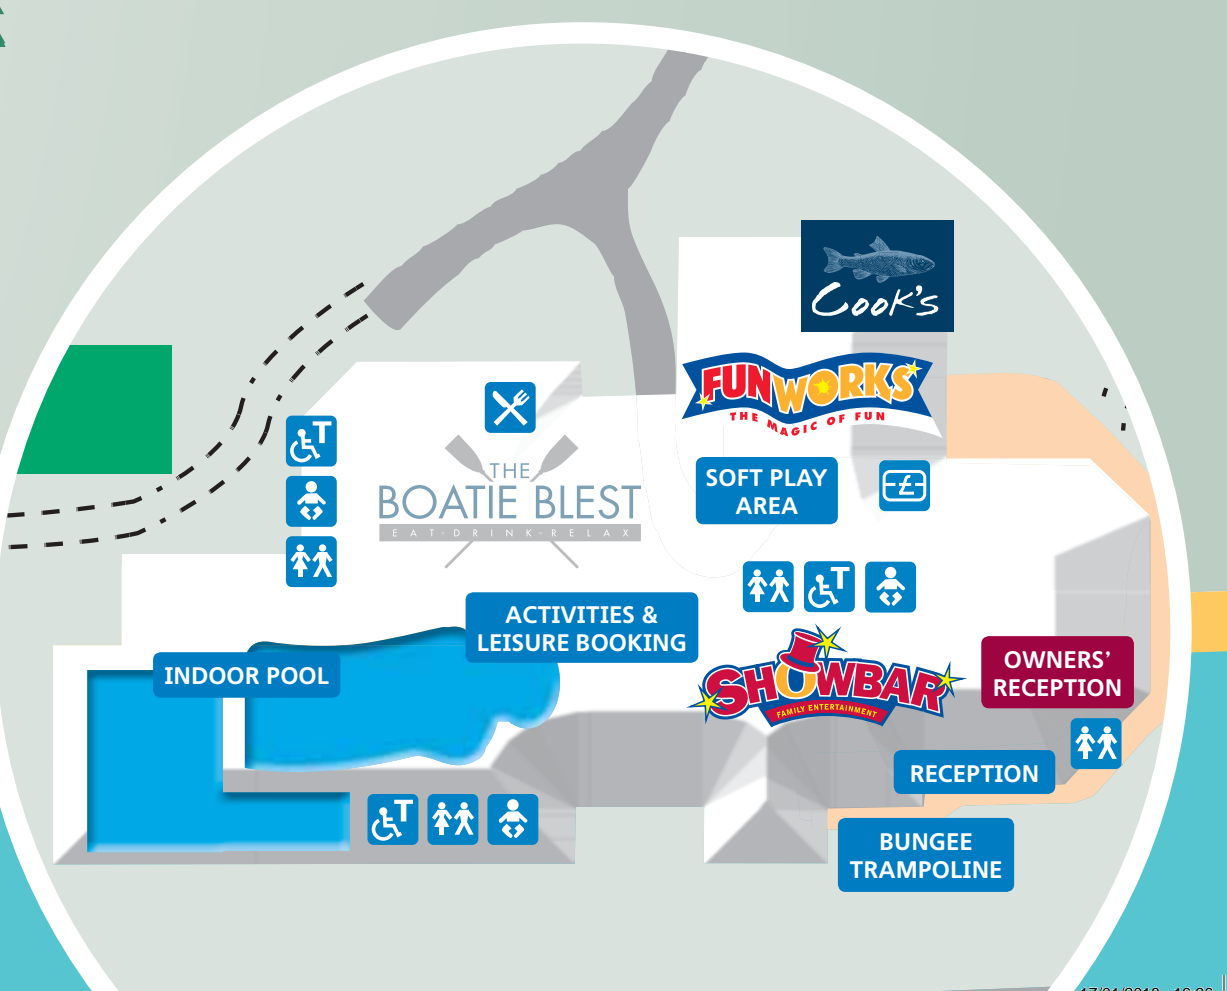 Cook's
FUNWORKS
THE MAGIC OF FUN
SOFT PLAY
AREA
£
T
THE
BOATIE BLEST
EAT·DRINK·RELAX
T
ACTIVITIES &
LEISURE BOOKING
INDOOR POOL
SHOWBAR
FAMILY ENTERTAINMENT
OWNERS'
RECEPTION
RECEPTION
T
BUNGEE
TRAMPOLINE